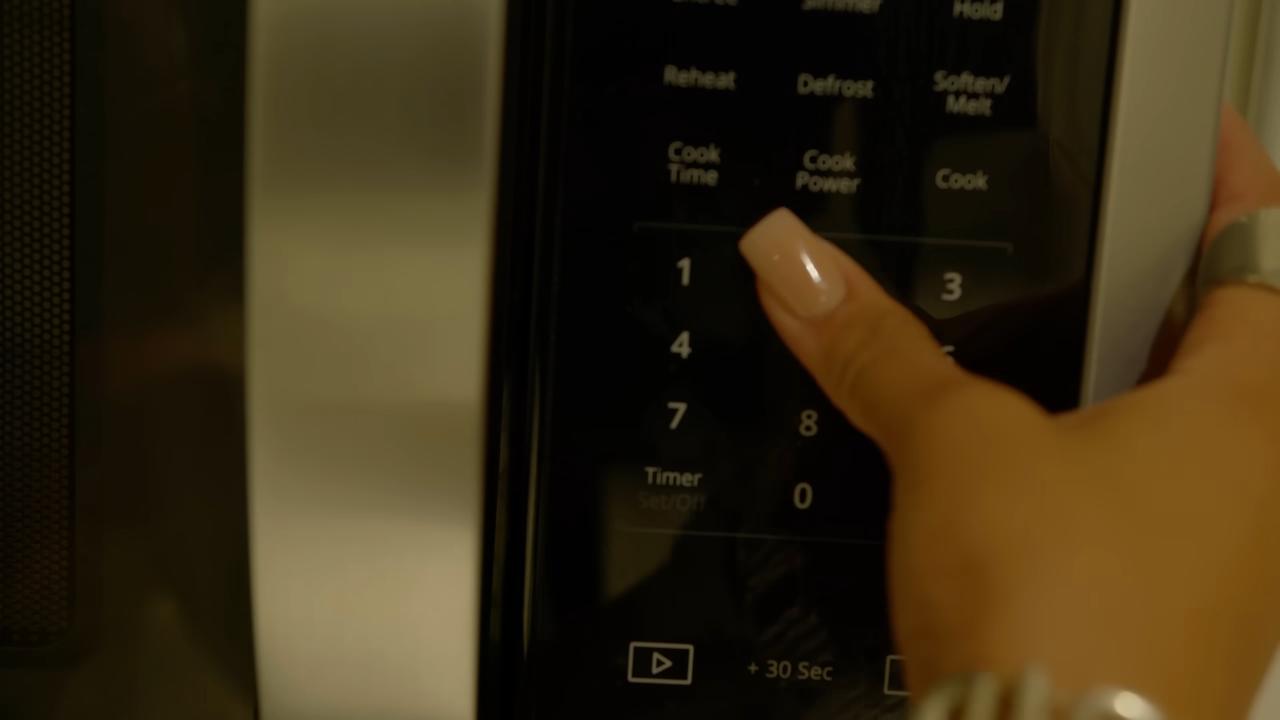 Simmer
Hold
Reheat
Defrost
Soften/
Melt
Cook
Time
Cook
Power
Cook
1
3
4
7
8
Timer
Set/Off
0
+ 30 Sec